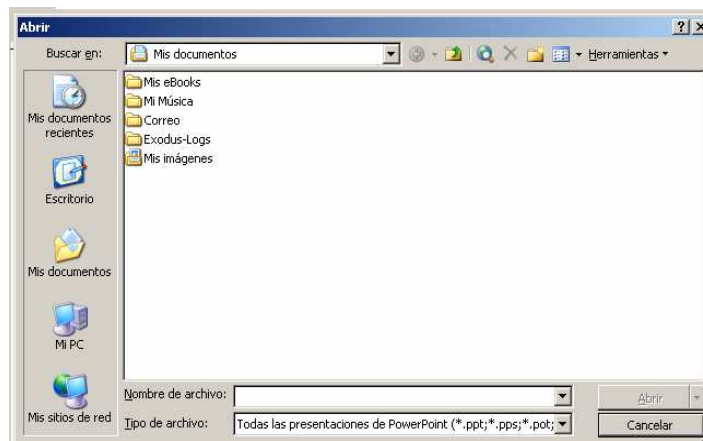 Abrir
Buscar en: Mis documentos Herramientas
Mis documentos recientes
Escritorio
Mis documentos
Mi PC
Mis sitios de red
Mis eBooks
Mi Música
Correo
Exodus-Logs
Mis imágenes
Nombre de archivo: Abrir
Tipo de archivo: Todas las presentaciones de PowerPoint (*.ppt;*.pps;*.pot; Cancelar